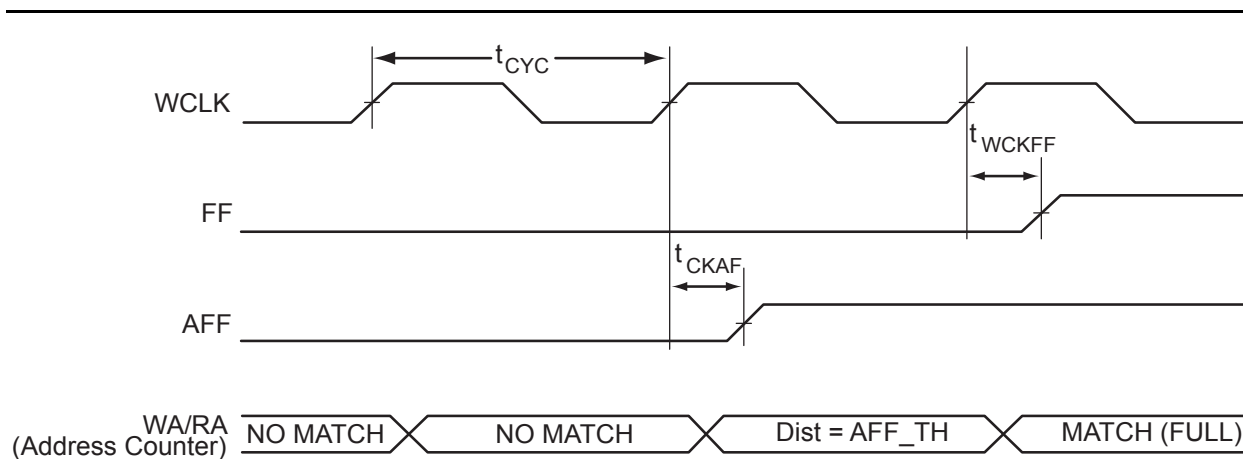 tCYC
WCLK
tWCKFF
FF
tCKAF
AFF
WA/RA
(Address Counter)
NO MATCH
NO MATCH
Dist = AFF_TH
MATCH (FULL)